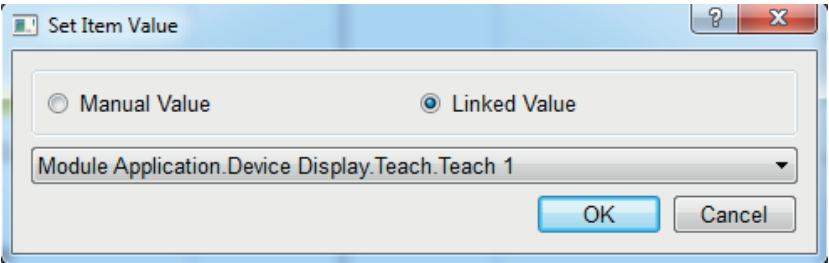 Set Item Value
?
Manual Value
Linked Value
Module Application.Device Display.Teach.Teach 1
OK
Cancel